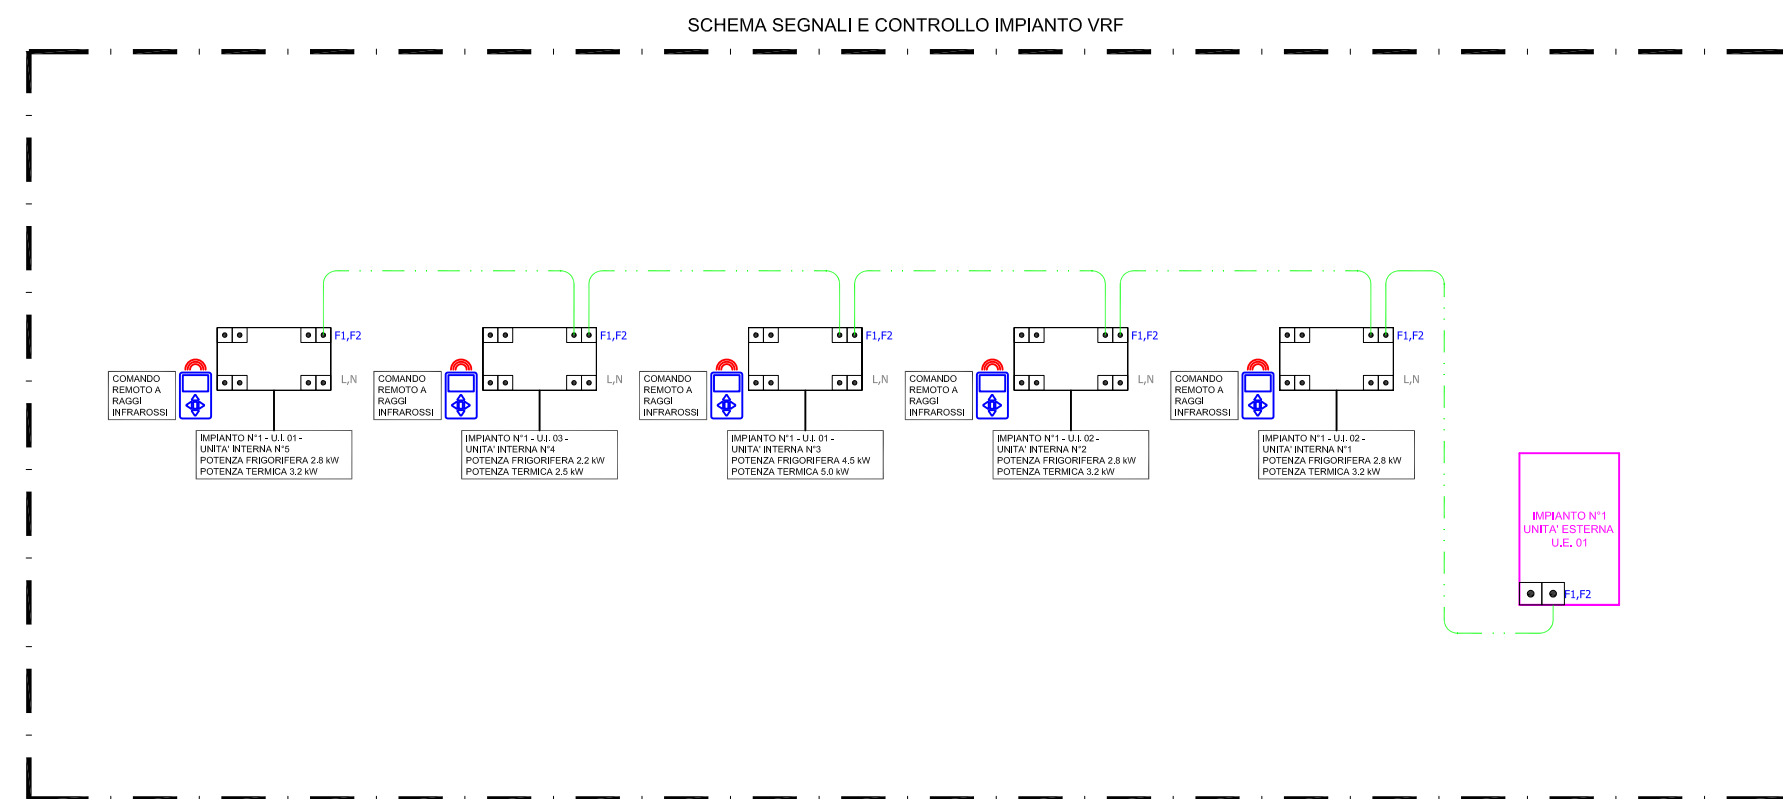 SCHEMA SEGNALI E CONTROLLO IMPIANTO VRF
F1,F2
L,N
COMANDO
REMOTO A
RAGGI
INFRAROSSI
IMPIANTO N°1 - U.I. 01 -
UNITA' INTERNA N°5
POTENZA FRIGORIFERA 2.8 kW
POTENZA TERMICA 3.2 kW
F1,F2
L,N
COMANDO
REMOTO A
RAGGI
INFRAROSSI
IMPIANTO N°1 - U.I. 03 -
UNITA' INTERNA N°4
POTENZA FRIGORIFERA 2.2 kW
POTENZA TERMICA 2.5 kW
F1,F2
L,N
COMANDO
REMOTO A
RAGGI
INFRAROSSI
IMPIANTO N°1 - U.I. 01 -
UNITA' INTERNA N°3
POTENZA FRIGORIFERA 4.5 kW
POTENZA TERMICA 5.0 kW
F1,F2
L,N
COMANDO
REMOTO A
RAGGI
INFRAROSSI
IMPIANTO N°1 - U.I. 02 -
UNITA' INTERNA N°2
POTENZA FRIGORIFERA 2.8 kW
POTENZA TERMICA 3.2 kW
F1,F2
L,N
COMANDO
REMOTO A
RAGGI
INFRAROSSI
IMPIANTO N°1 - U.I. 02 -
UNITA' INTERNA N°1
POTENZA FRIGORIFERA 2.8 kW
POTENZA TERMICA 3.2 kW
IMPIANTO N°1
UNITA' ESTERNA
U.E. 01
F1,F2